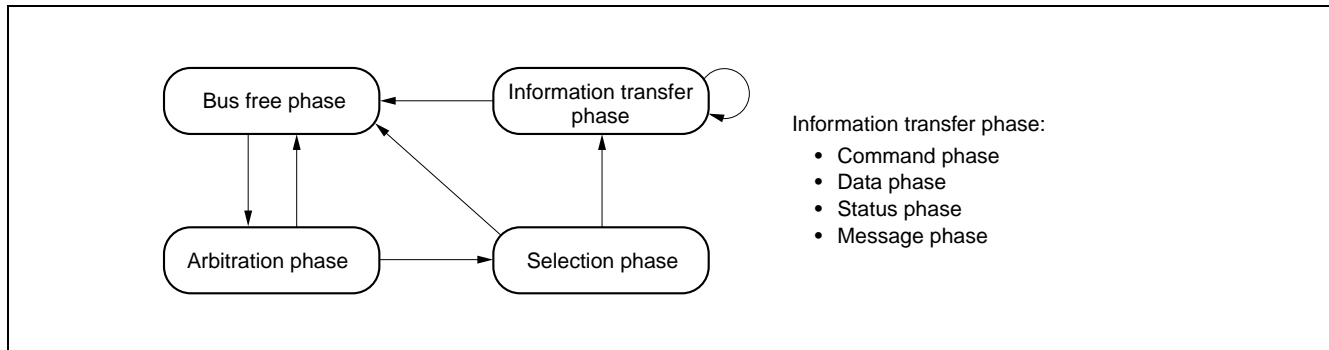 Bus free phase
Information transfer
phase
Arbitration phase
Selection phase
Information transfer phase:
• Command phase
• Data phase
• Status phase
• Message phase